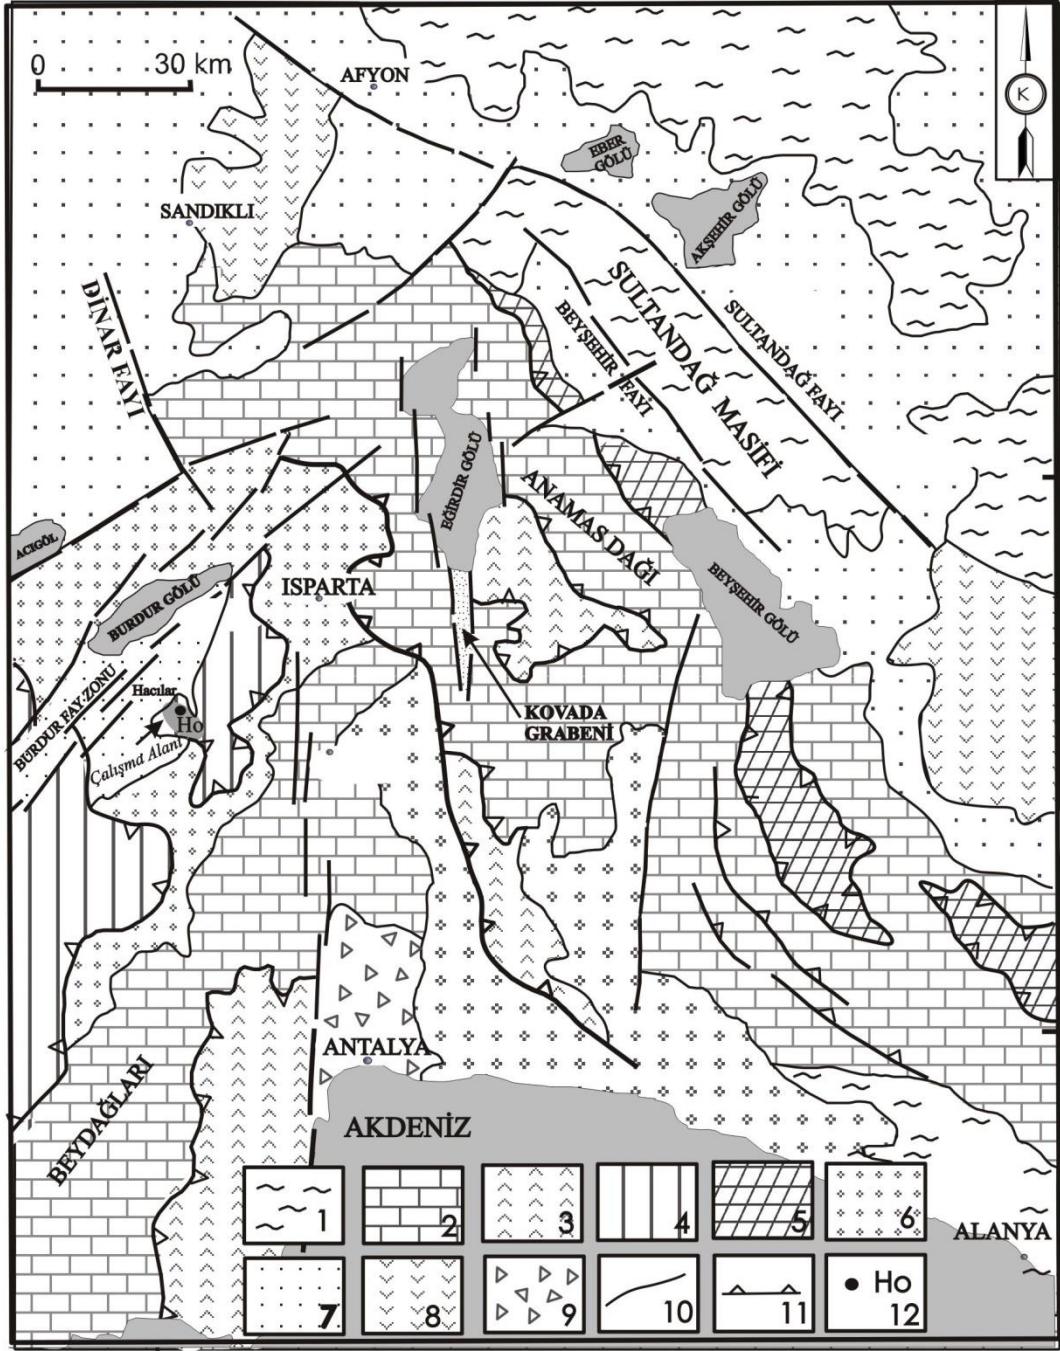 0 30 km
AFYON
K
EBER
GÖLÜ
AKŞEHİR GÖLÜ
SANDIKLI
SULTANDAĞ MASİFİ
SULTANDAĞ FAYI
BEYŞEHİR FAYI
DİNAR FAYI
EĞİRDİR GÖLÜ
ANAMAS DAĞI
ACIGÖL
BURDUR GÖLÜ
ISPARTA
BEYŞEHİR GÖLÜ
BURDUR FAY ZONU
Hacılar
Ho
Çalışma Alanı
KOVADA
GRABENİ
ANTALYA
BEYDAĞLARI
AKDENİZ
ALANYA
1
2
3
4
5
6
7
8
9
10
11
Ho
12